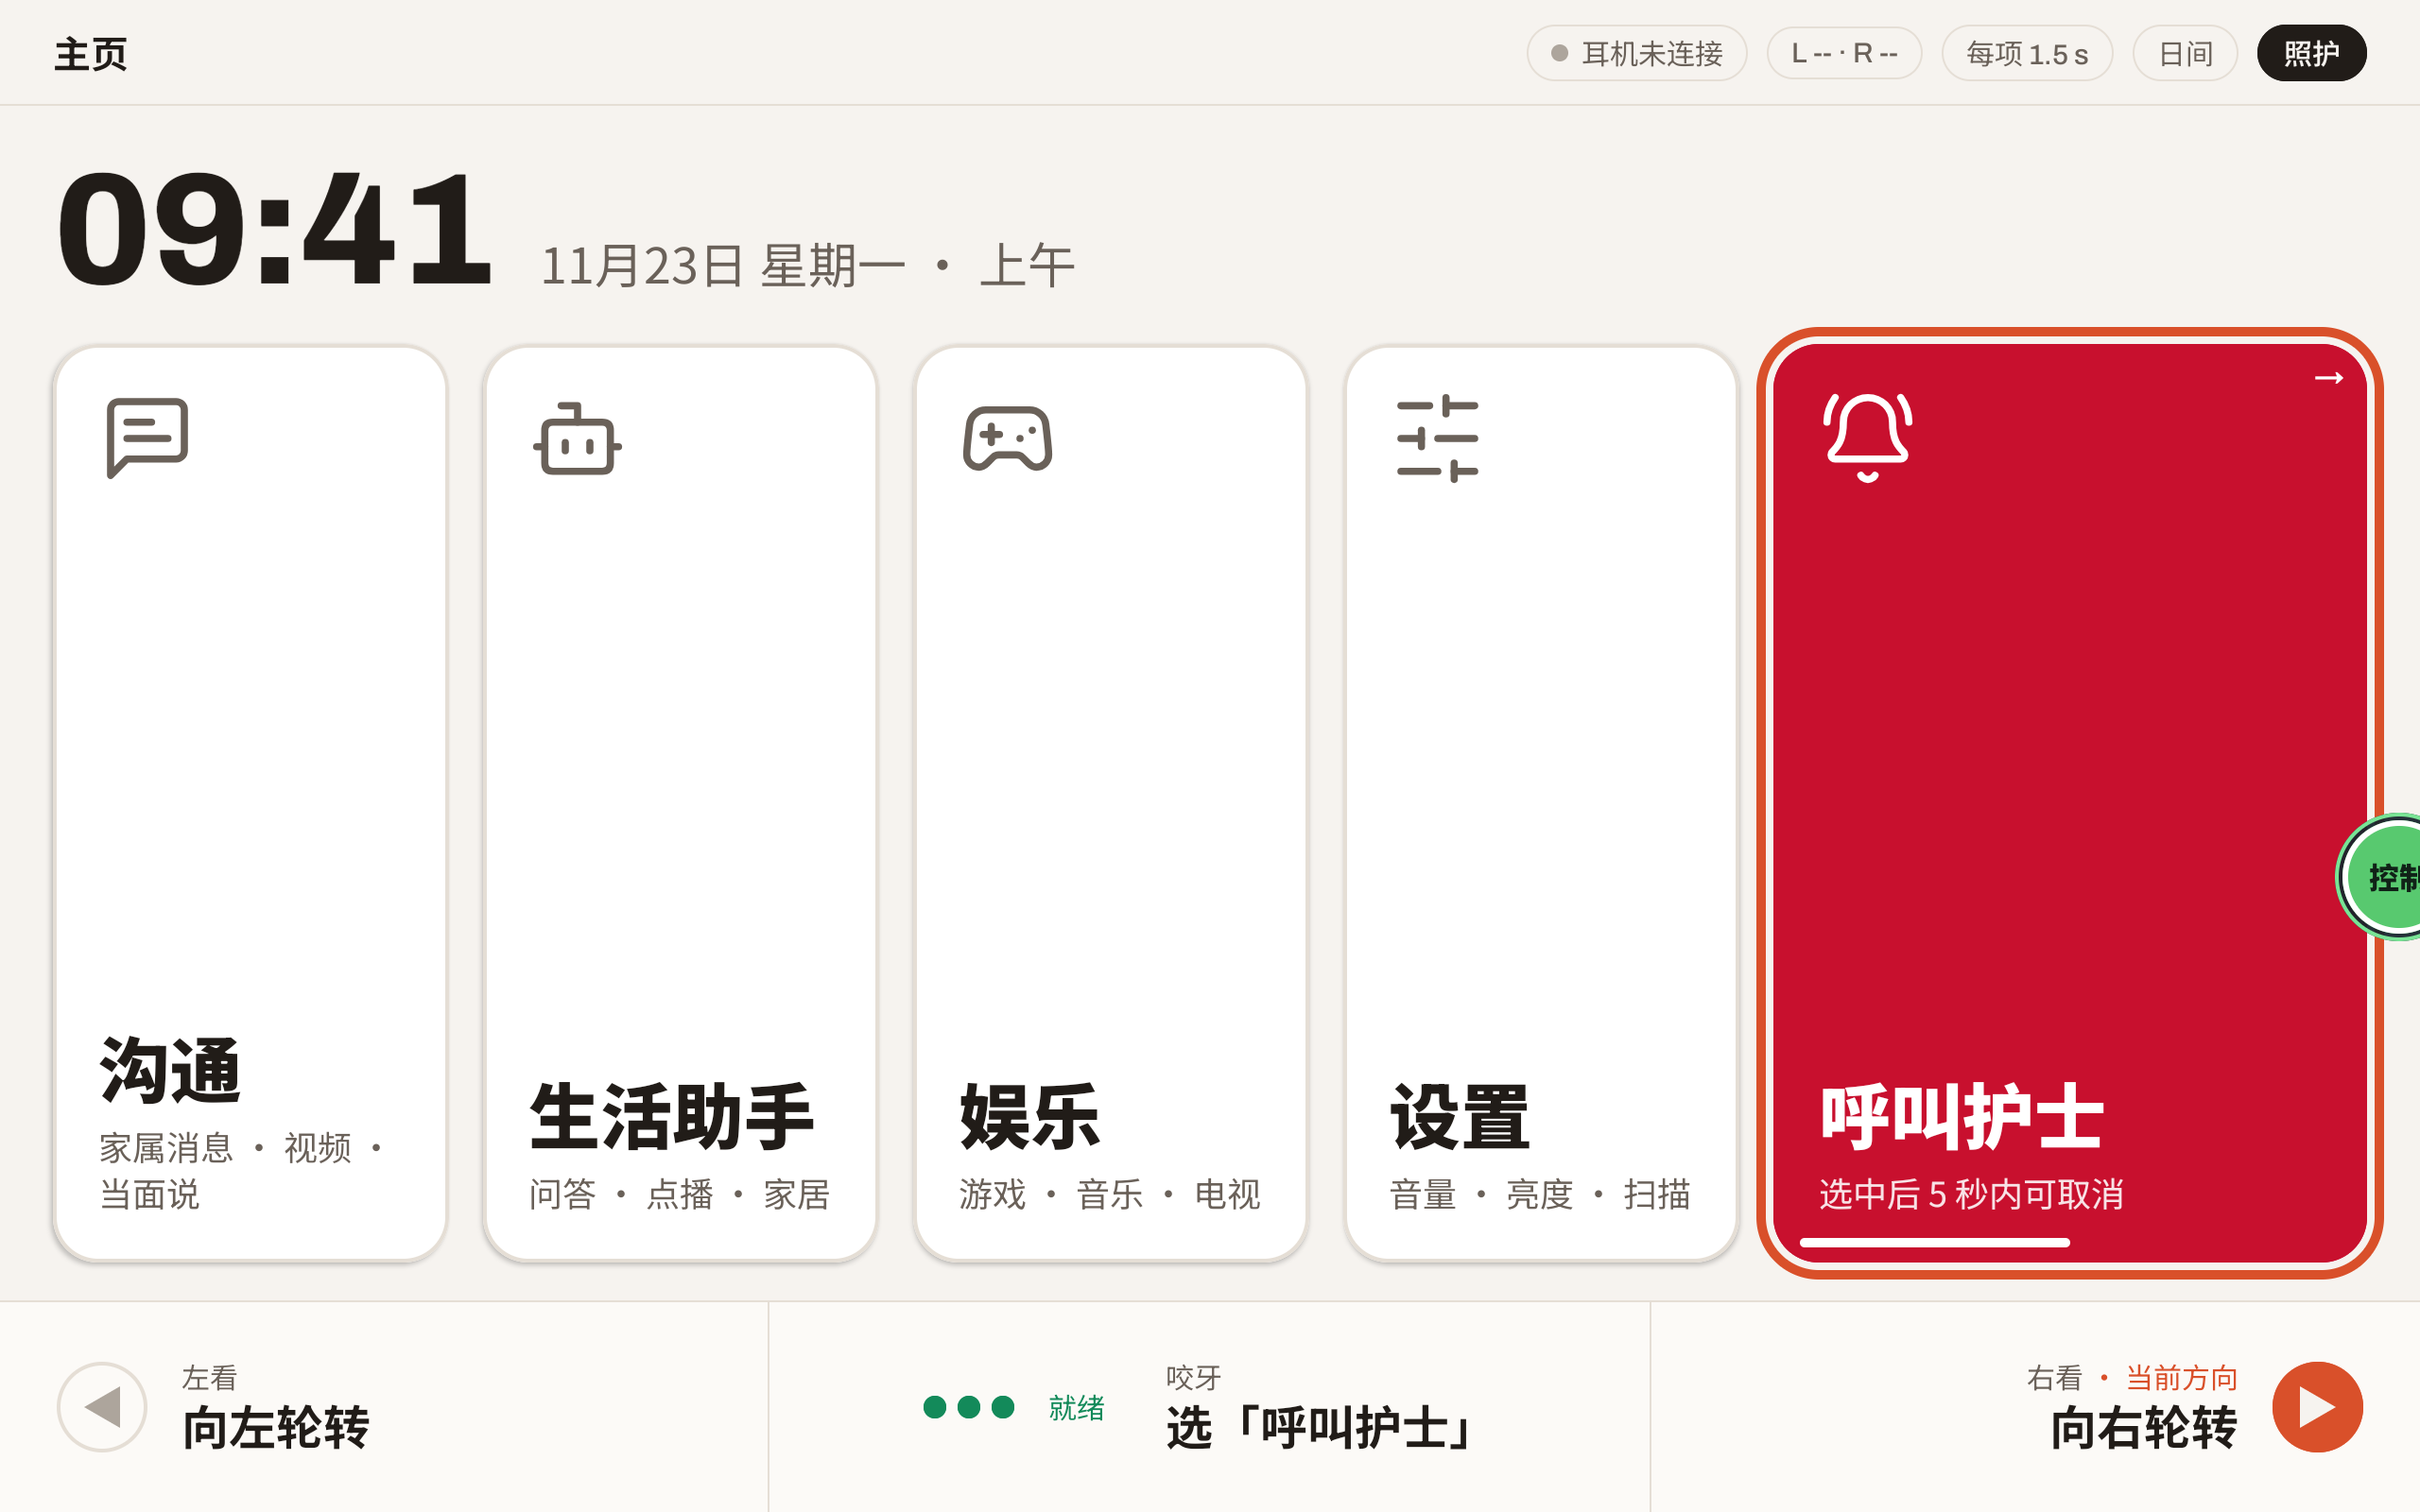 主页
耳机未连接
L -- · R --
每项 1.5 s
日间
照护
09:41
11月23日 星期一 · 上午
沟通
家属消息 · 视频 ·
当面说
生活助手
问答 · 点播 · 家居
娱乐
游戏 · 音乐 · 电视
设置
音量 · 亮度 · 扫描
→
呼叫护士
选中后 5 秒内可取消
控制
左看
向左轮转
就绪
咬牙
选「呼叫护士」
右看 · 当前方向
向右轮转